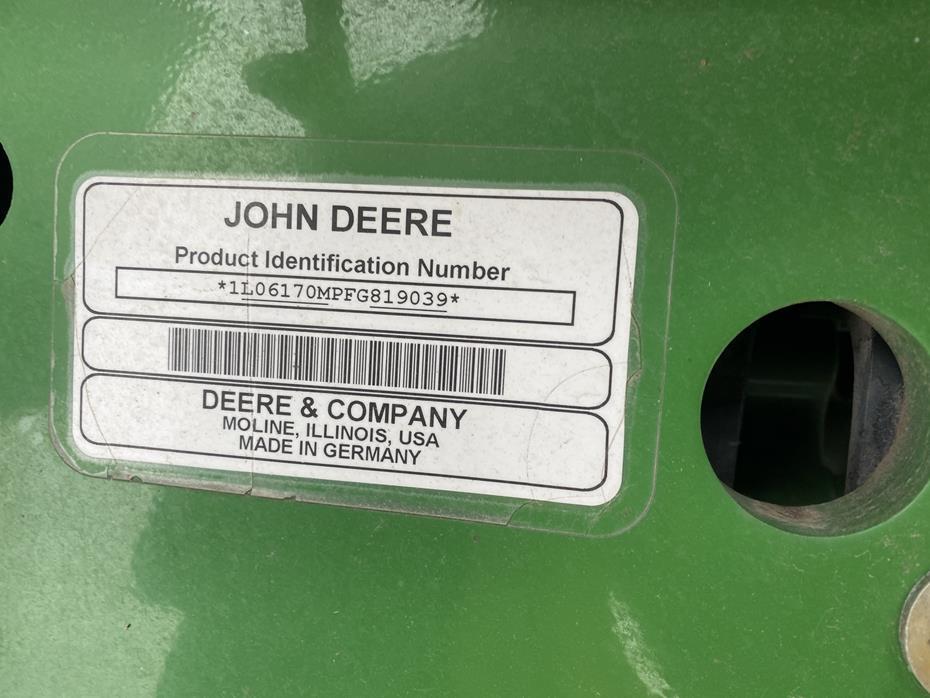 JOHN DEERE
Product Identification Number
*1L06170MPFG819039*
DEERE & COMPANY
MOLINE, ILLINOIS, USA
MADE IN GERMANY